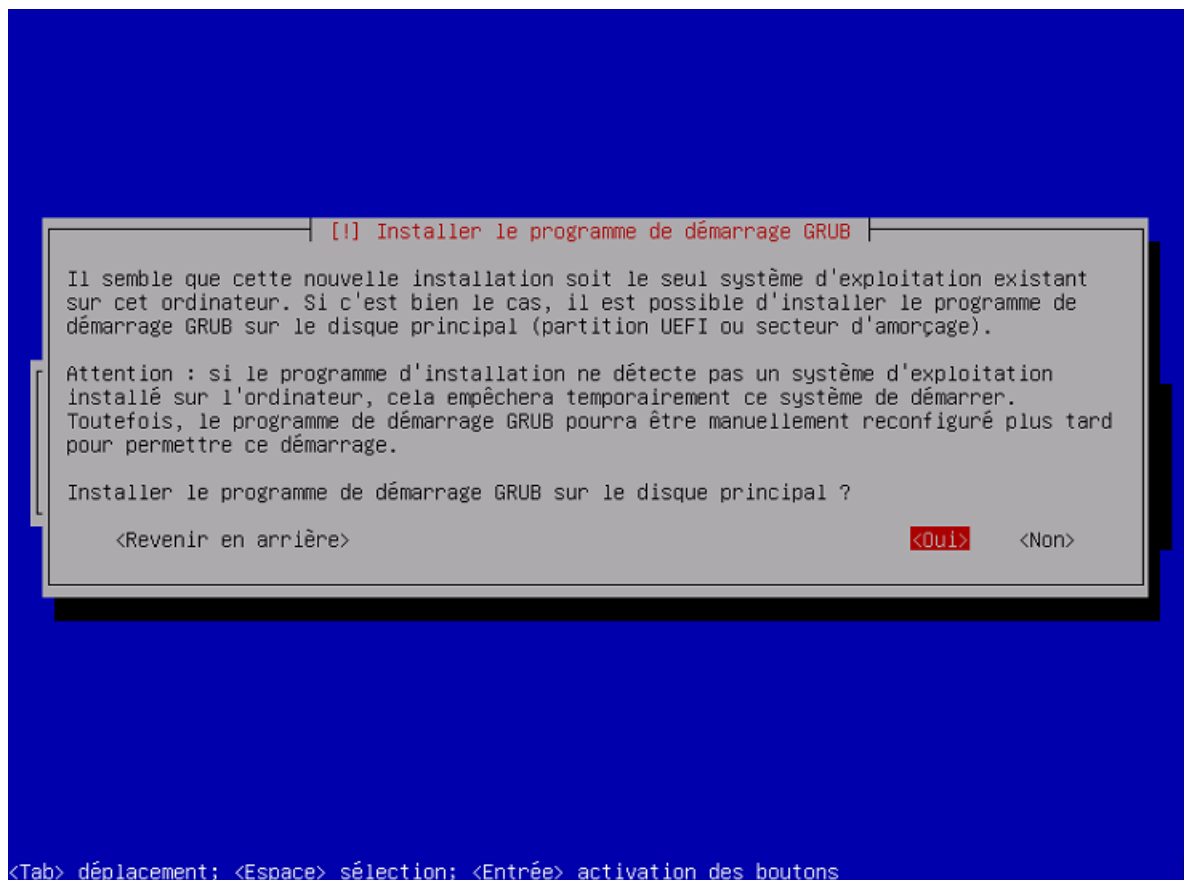 [!] Installer le programme de démarrage GRUB
Il semble que cette nouvelle installation soit le seul système d'exploitation existant
sur cet ordinateur. Si c'est bien le cas, il est possible d'installer le programme de
démarrage GRUB sur le disque principal (partition UEFI ou secteur d'amorçage).
Attention : si le programme d'installation ne détecte pas un système d'exploitation
installé sur l'ordinateur, cela empêchera temporairement ce système de démarrer.
Toutefois, le programme de démarrage GRUB pourra être manuellement reconfiguré plus tard
pour permettre ce démarrage.
Installer le programme de démarrage GRUB sur le disque principal ?
<Revenir en arrière> <Oui> <Non>
<Tab> déplacement; <Espace> sélection; <Entrée> activation des boutons